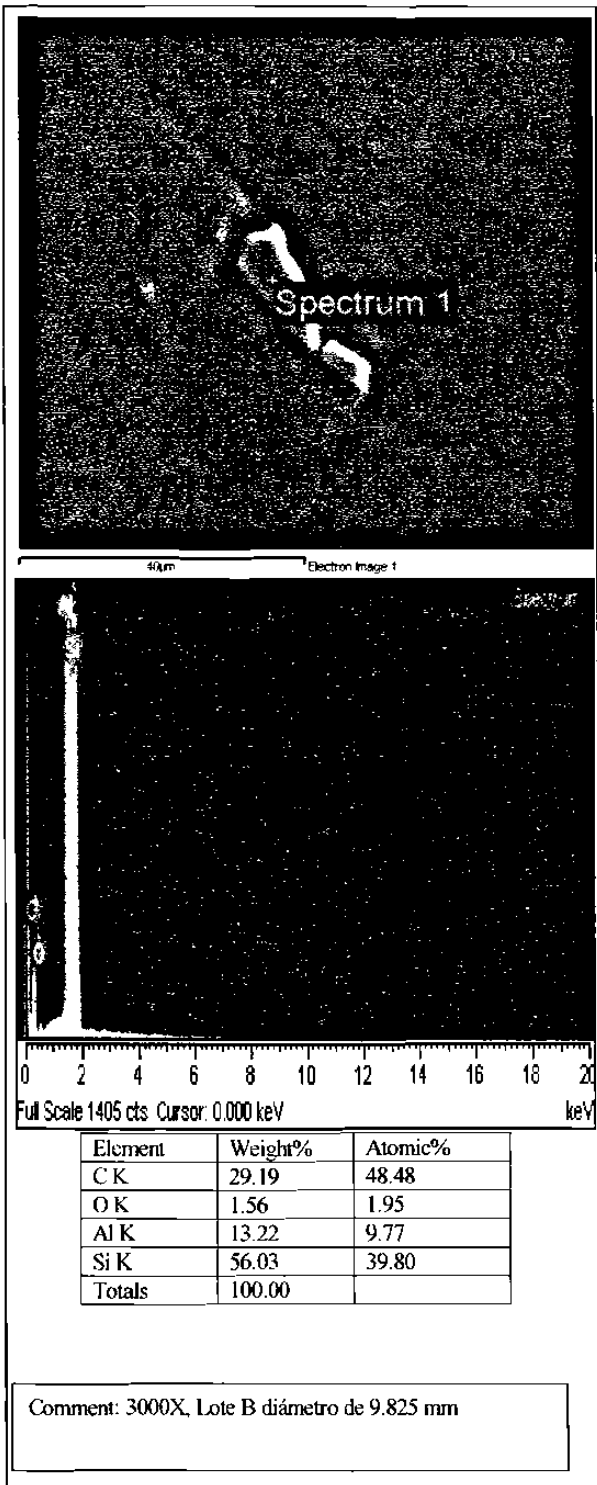 Spectrum 1
40µm Electron Image 1
Spectrum
0 2 4 6 8 10 12 14 16 18 20
Full Scale 1405 cts Cursor: 0.000 keV keV
Element Weight% Atomic%
C K 29.19 48.48
O K 1.56 1.95
Al K 13.22 9.77
Si K 56.03 39.80
Totals 100.00
Comment: 3000X, Lote B diámetro de 9.825 mm